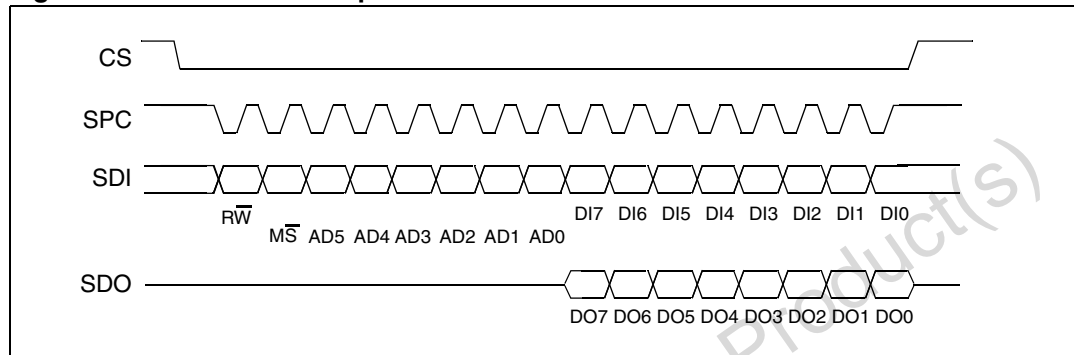 CS
SPC
SDI
RW̅
DI7 DI6 DI5 DI4 DI3 DI2 DI1 DI0
MS̅ AD5 AD4 AD3 AD2 AD1 AD0
SDO
DO7 DO6 DO5 DO4 DO3 DO2 DO1 DO0
Product(s)